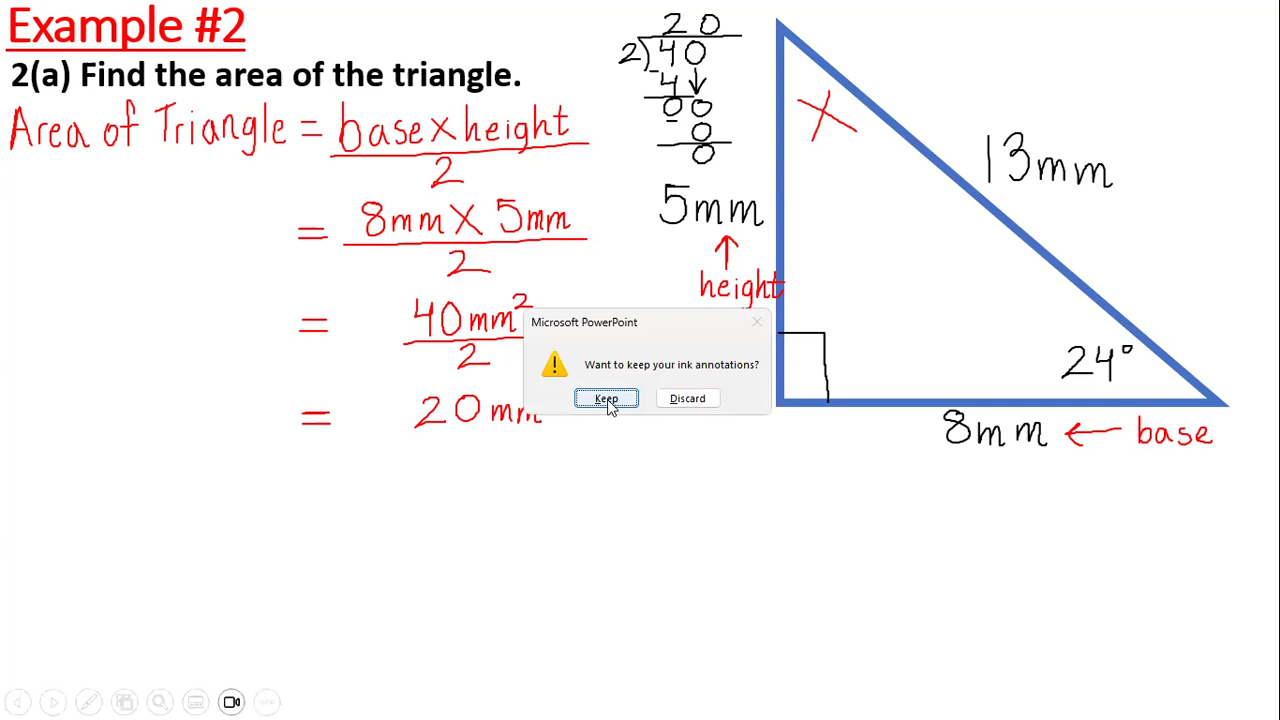 Example #2
2(a) Find the area of the triangle.
Area of Triangle = base x height
2
= 8mm x 5mm
2
= 40mm²
2
= 20mm
20
2)40
-4
00
-0
0
5mm
↑
height
X
13mm
24°
8mm ← base
Microsoft PowerPoint
Want to keep your ink annotations?
Keep
Discard